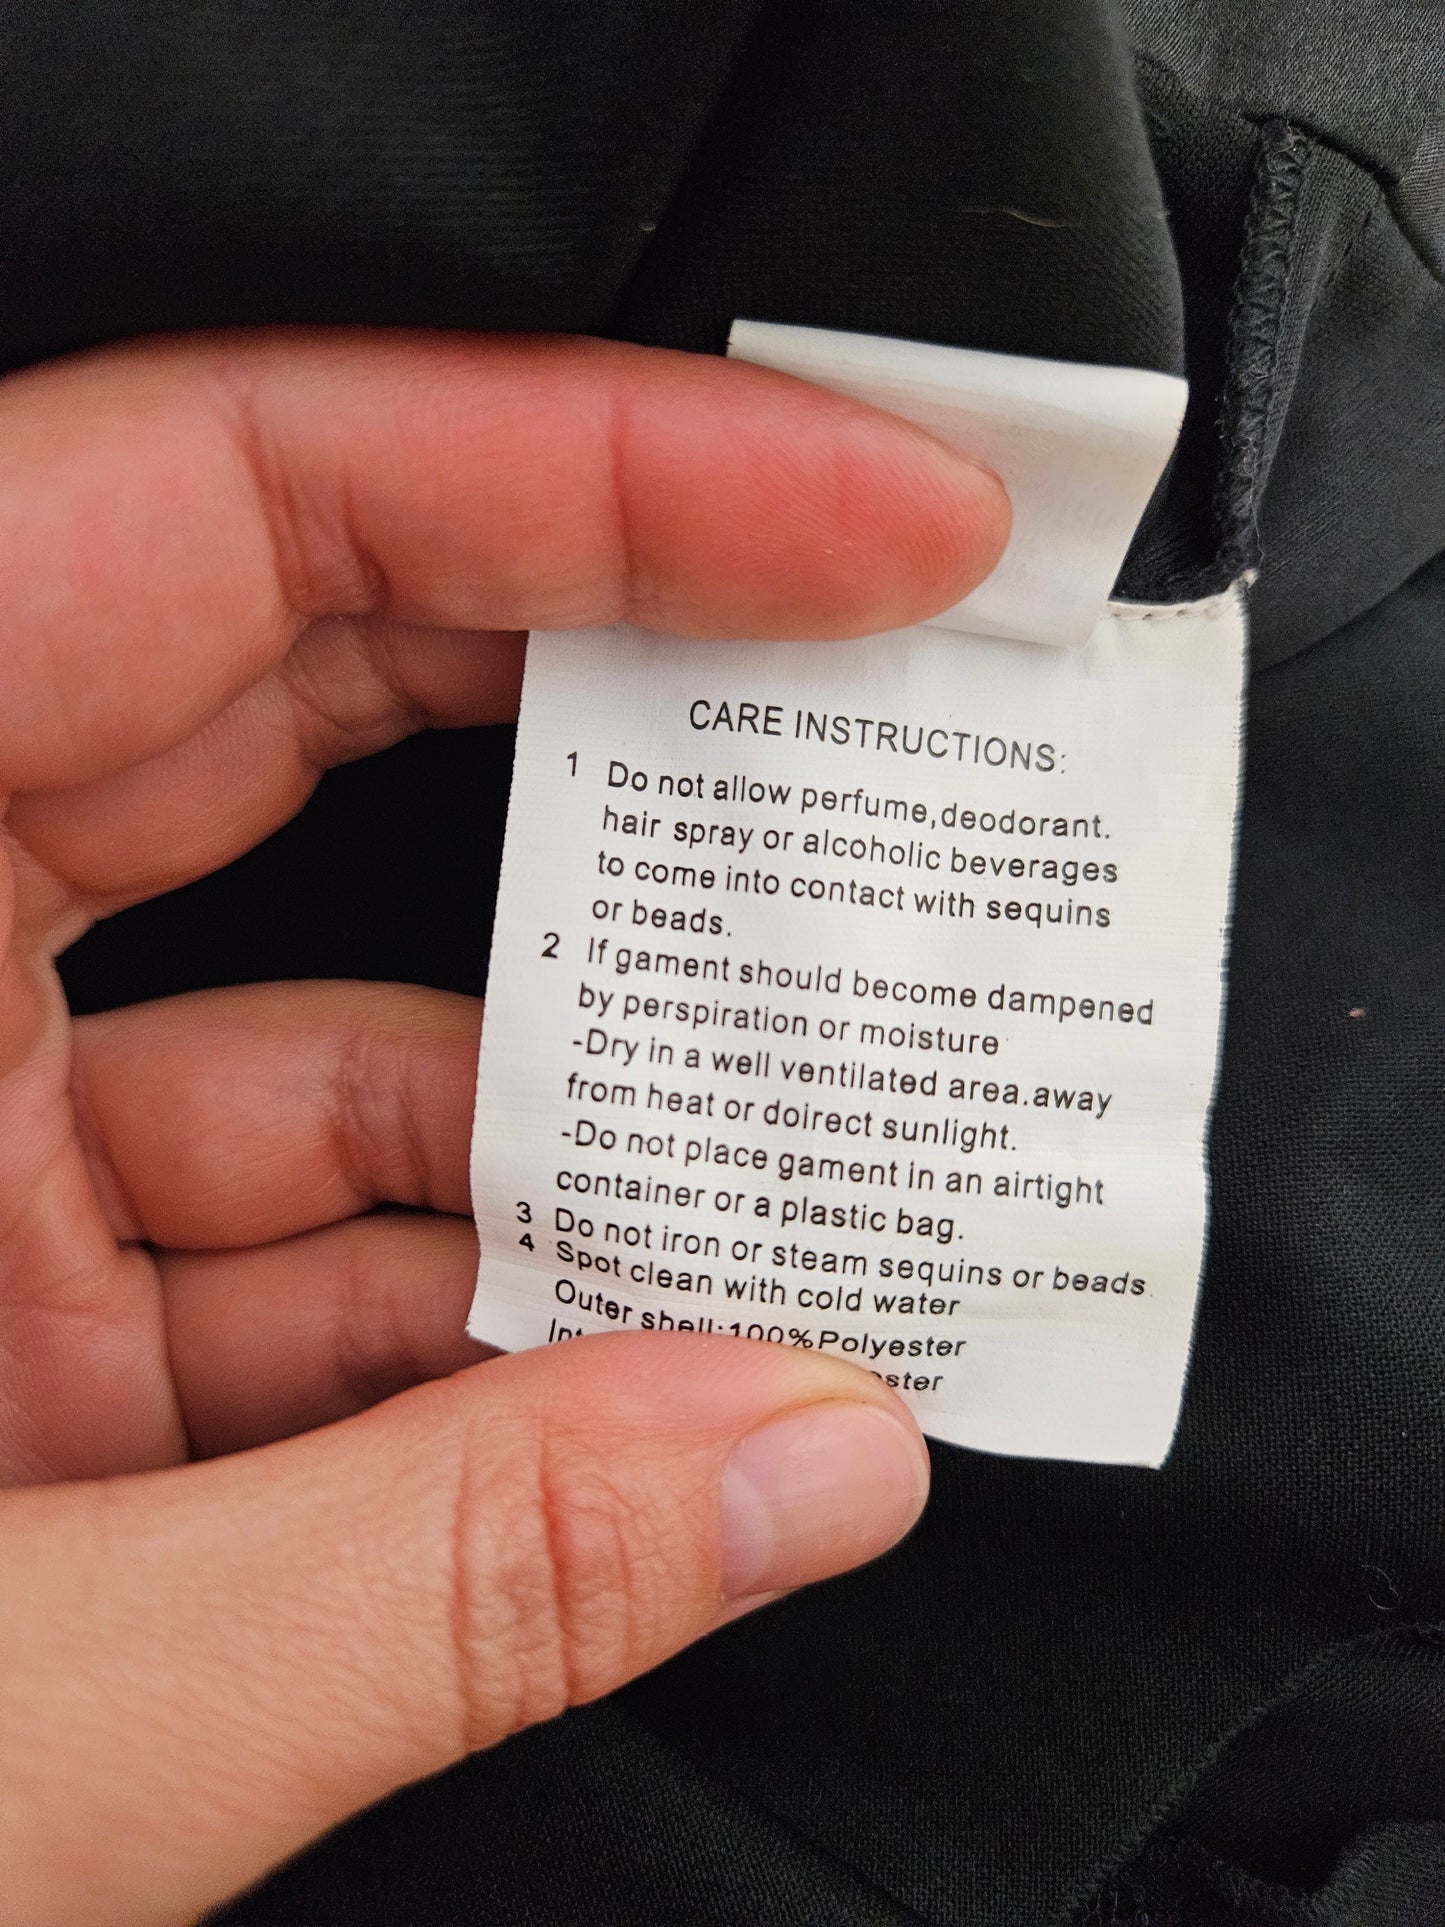 CARE INSTRUCTIONS:
1 Do not allow perfume,deodorant.
hair spray or alcoholic beverages
to come into contact with sequins
or beads.
2 If gament should become dampened
by perspiration or moisture
-Dry in a well ventilated area.away
from heat or doirect sunlight.
-Do not place gament in an airtight
container or a plastic bag.
3 Do not iron or steam sequins or beads.
4 Spot clean with cold water
Outer shell:100%Polyester